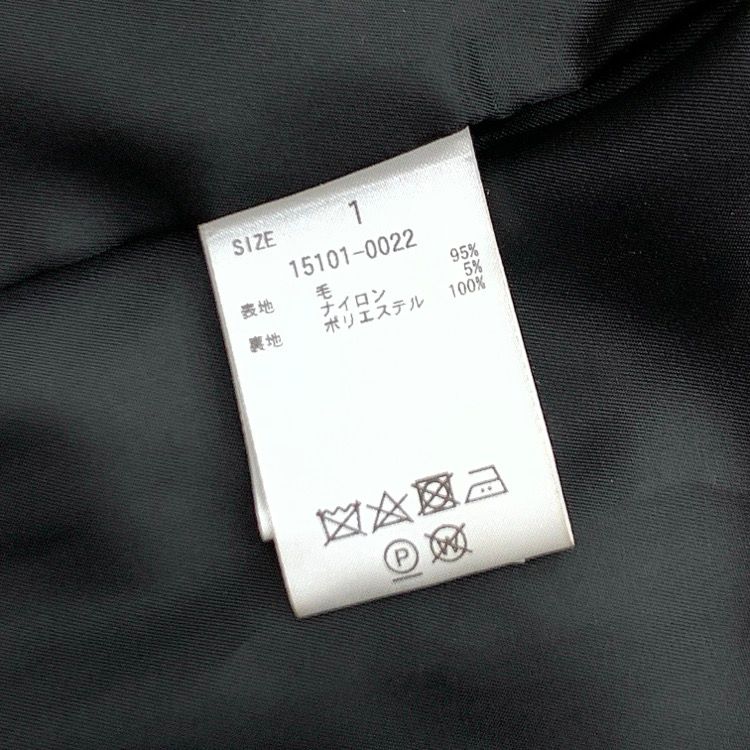 SIZE 1
15101-0022
表地 毛 95%
ナイロン 5%
裏地 ポリエステル 100%
P W